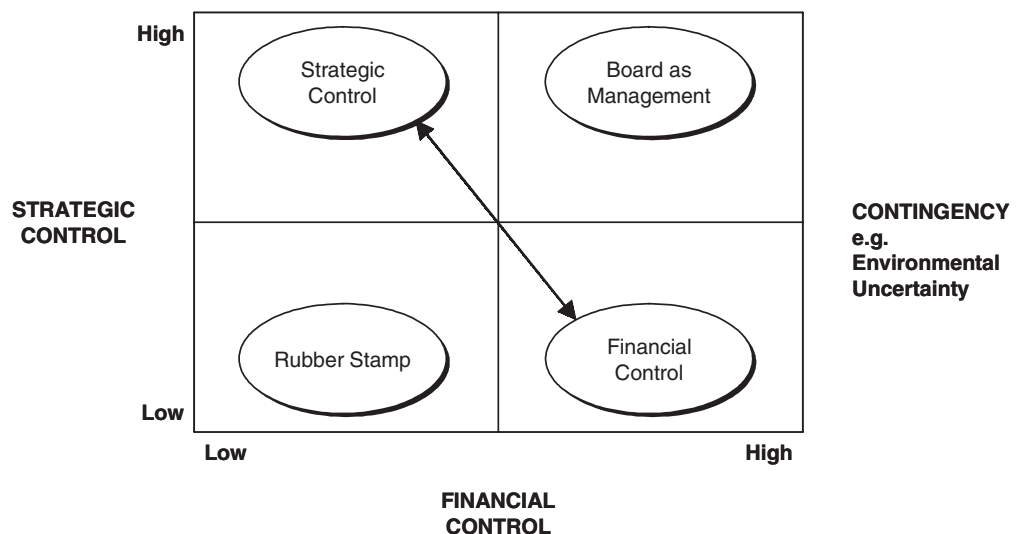 High
Strategic
Control
Board as
Management
STRATEGIC
CONTROL
CONTINGENCY
e.g.
Environmental
Uncertainty
Rubber Stamp
Financial
Control
Low
Low
High
FINANCIAL
CONTROL